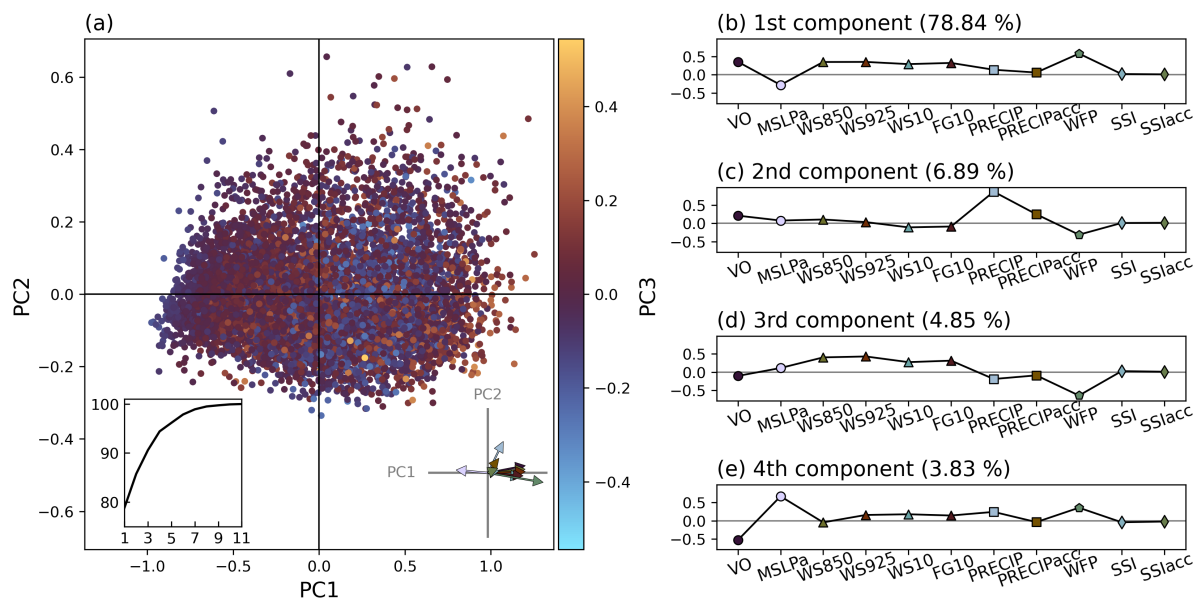 (a)
0.6
0.4
0.2
0.0
−0.2
−0.4
−0.6
PC2
−1.0
−0.5
0.0
0.5
1.0
PC1
100
90
80
1 3 5 7 9 11
PC2
PC1
0.4
0.2
0.0
−0.2
−0.4
PC3
(b) 1st component (78.84 %)
0.5
0.0
−0.5
VO MSLPa WS850 WS925 WS10 FG10 PRECIP PRECIPacc WFP SSI SSIacc
(c) 2nd component (6.89 %)
0.5
0.0
−0.5
VO MSLPa WS850 WS925 WS10 FG10 PRECIP PRECIPacc WFP SSI SSIacc
(d) 3rd component (4.85 %)
0.5
0.0
−0.5
VO MSLPa WS850 WS925 WS10 FG10 PRECIP PRECIPacc WFP SSI SSIacc
(e) 4th component (3.83 %)
0.5
0.0
−0.5
VO MSLPa WS850 WS925 WS10 FG10 PRECIP PRECIPacc WFP SSI SSIacc